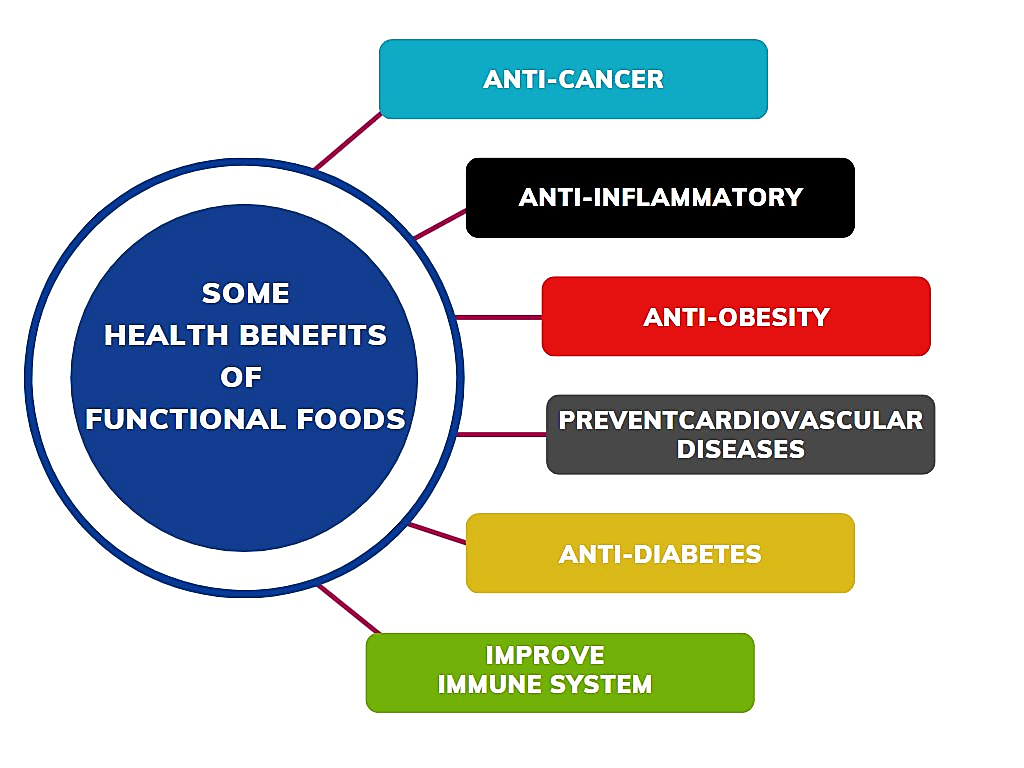 SOME
HEALTH BENEFITS
OF
FUNCTIONAL FOODS
ANTI-CANCER
ANTI-INFLAMMATORY
ANTI-OBESITY
PREVENTCARDIOVASCULAR
DISEASES
ANTI-DIABETES
IMPROVE
IMMUNE SYSTEM